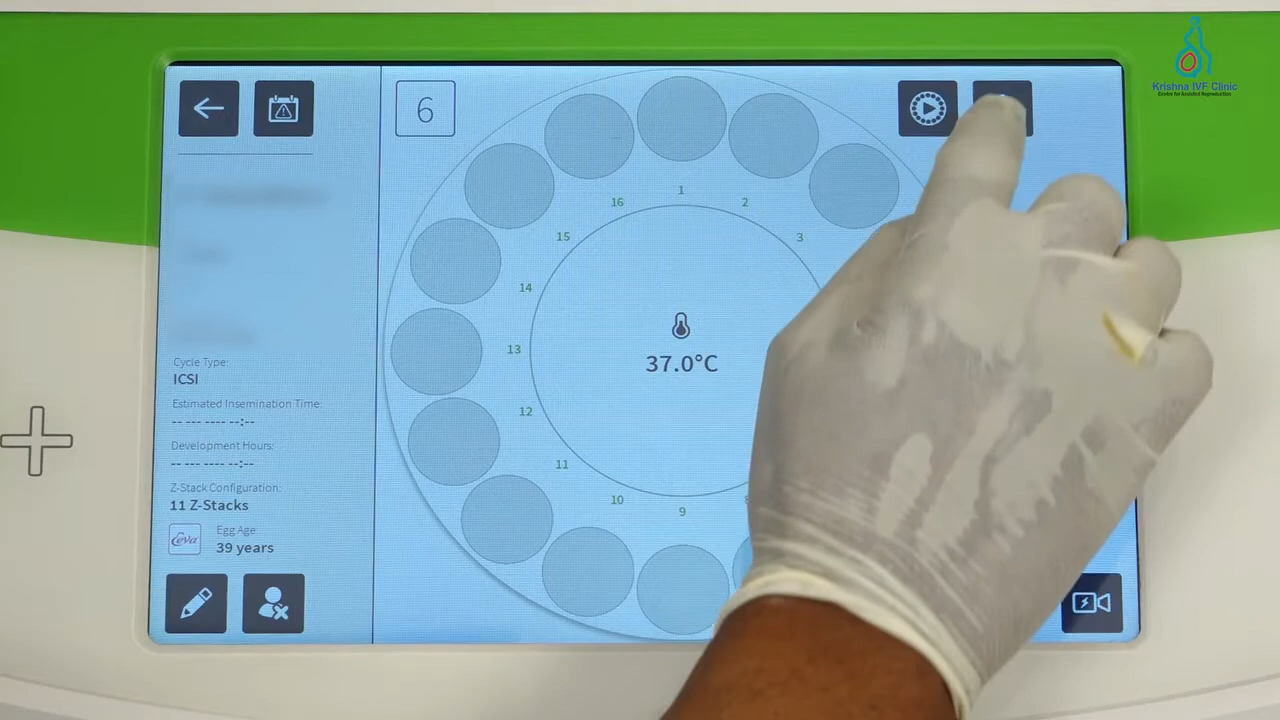 Krishna IVF Clinic
Centre for Assisted Reproduction
6
16
1
2
15
3
14
13
37.0°C
12
11
10
9
Cycle Type:
ICSI
Estimated Insemination Time:
-- --- ---- --:--
Development Hours:
-- --- ---- --:--
Z-Stack Configuration:
11 Z-Stacks
eeva
Egg Age:
39 years